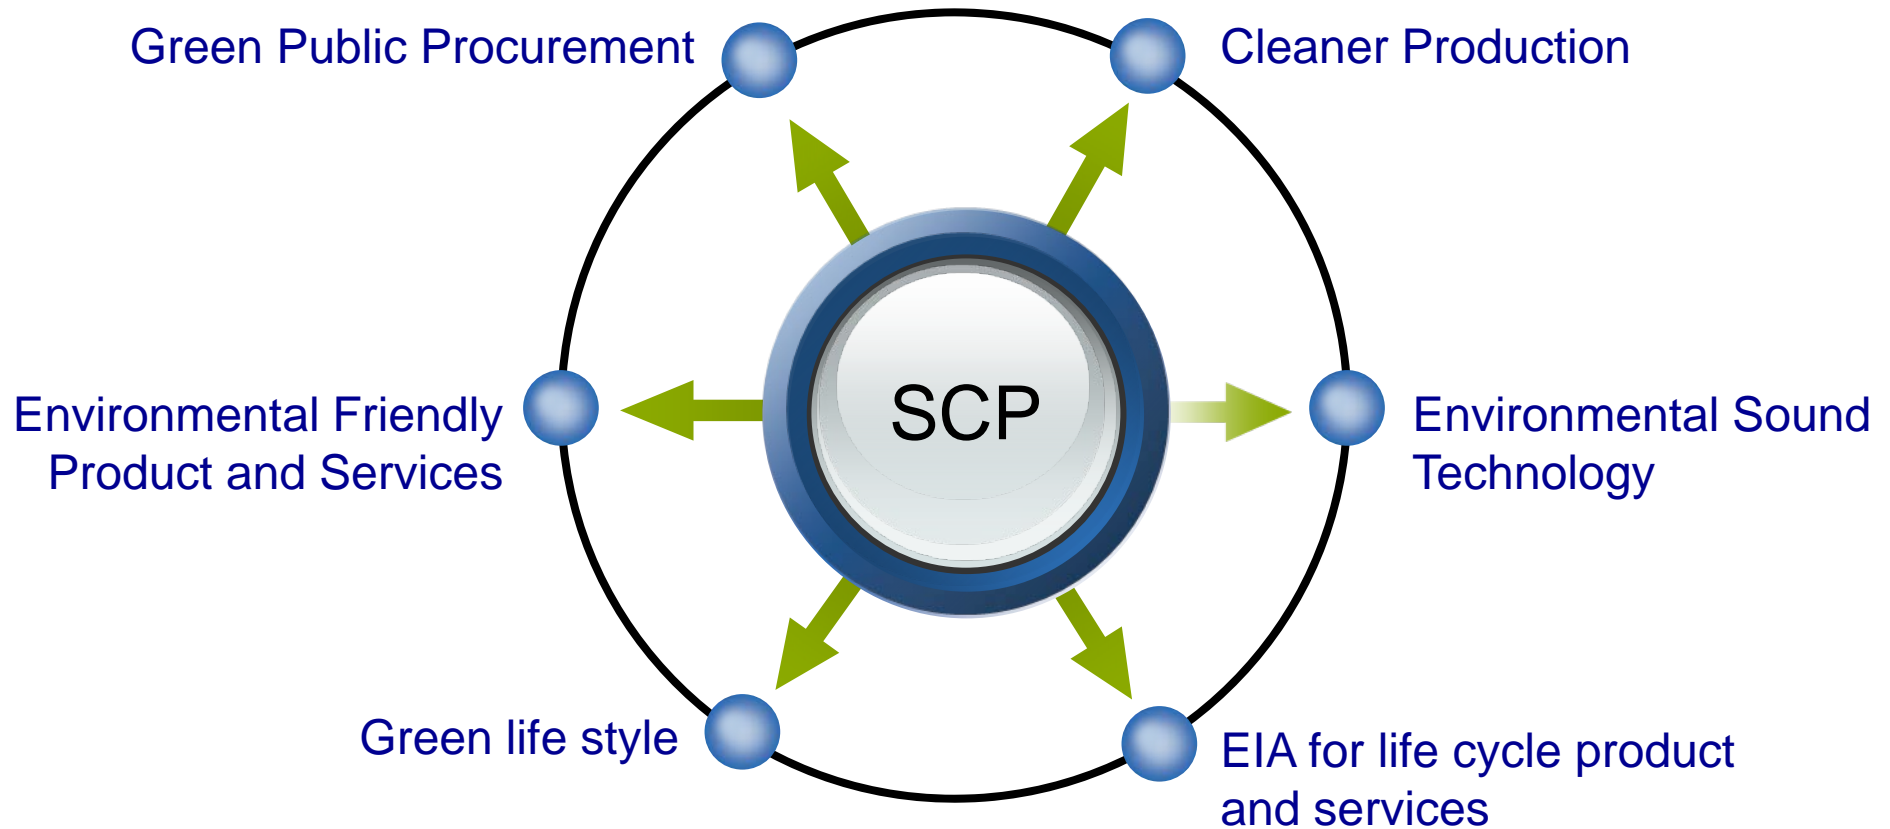 Green Public Procurement
Cleaner Production
SCP
Environmental Friendly
Product and Services
Environmental Sound
Technology
Green life style
EIA for life cycle product
and services